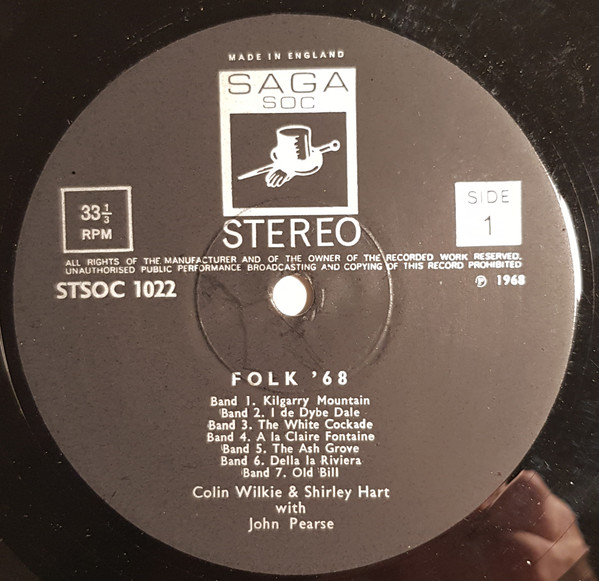 MADE IN ENGLAND
SAGA
SOC
33⅓
RPM
SIDE
1
STEREO
ALL RIGHTS OF THE MANUFACTURER AND OF THE OWNER OF THE RECORDED WORK RESERVED.
UNAUTHORISED PUBLIC PERFORMANCE BROADCASTING AND COPYING OF THIS RECORD PROHIBITED
STSOC 1022
℗ 1968
FOLK '68
Band 1. Kilgarry Mountain
Band 2. I de Dybe Dale
Band 3. The White Cockade
Band 4. A la Claire Fontaine
Band 5. The Ash Grove
Band 6. Della la Riviera
Band 7. Old Bill
Colin Wilkie & Shirley Hart
with
John Pearse